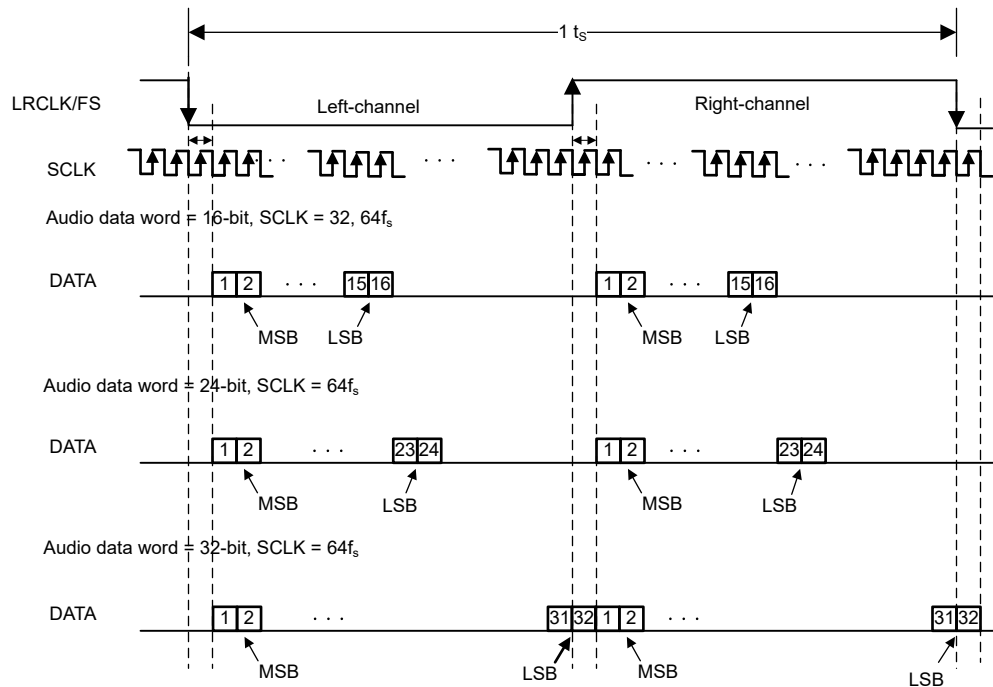 1 tₛ
LRCLK/FS
Left-channel
Right-channel
SCLK
. . .
. . .
. . .
. . .
Audio data word = 16-bit, SCLK = 32, 64fₛ
DATA
1 2 . . . 15 16 1 2 . . . 15 16
MSB LSB MSB LSB
Audio data word = 24-bit, SCLK = 64fₛ
DATA
1 2 . . . 23 24 1 2 . . . 23 24
MSB LSB MSB LSB
Audio data word = 32-bit, SCLK = 64fₛ
DATA
1 2 . . . 31 32 1 2 . . . 31 32
MSB LSB MSB LSB